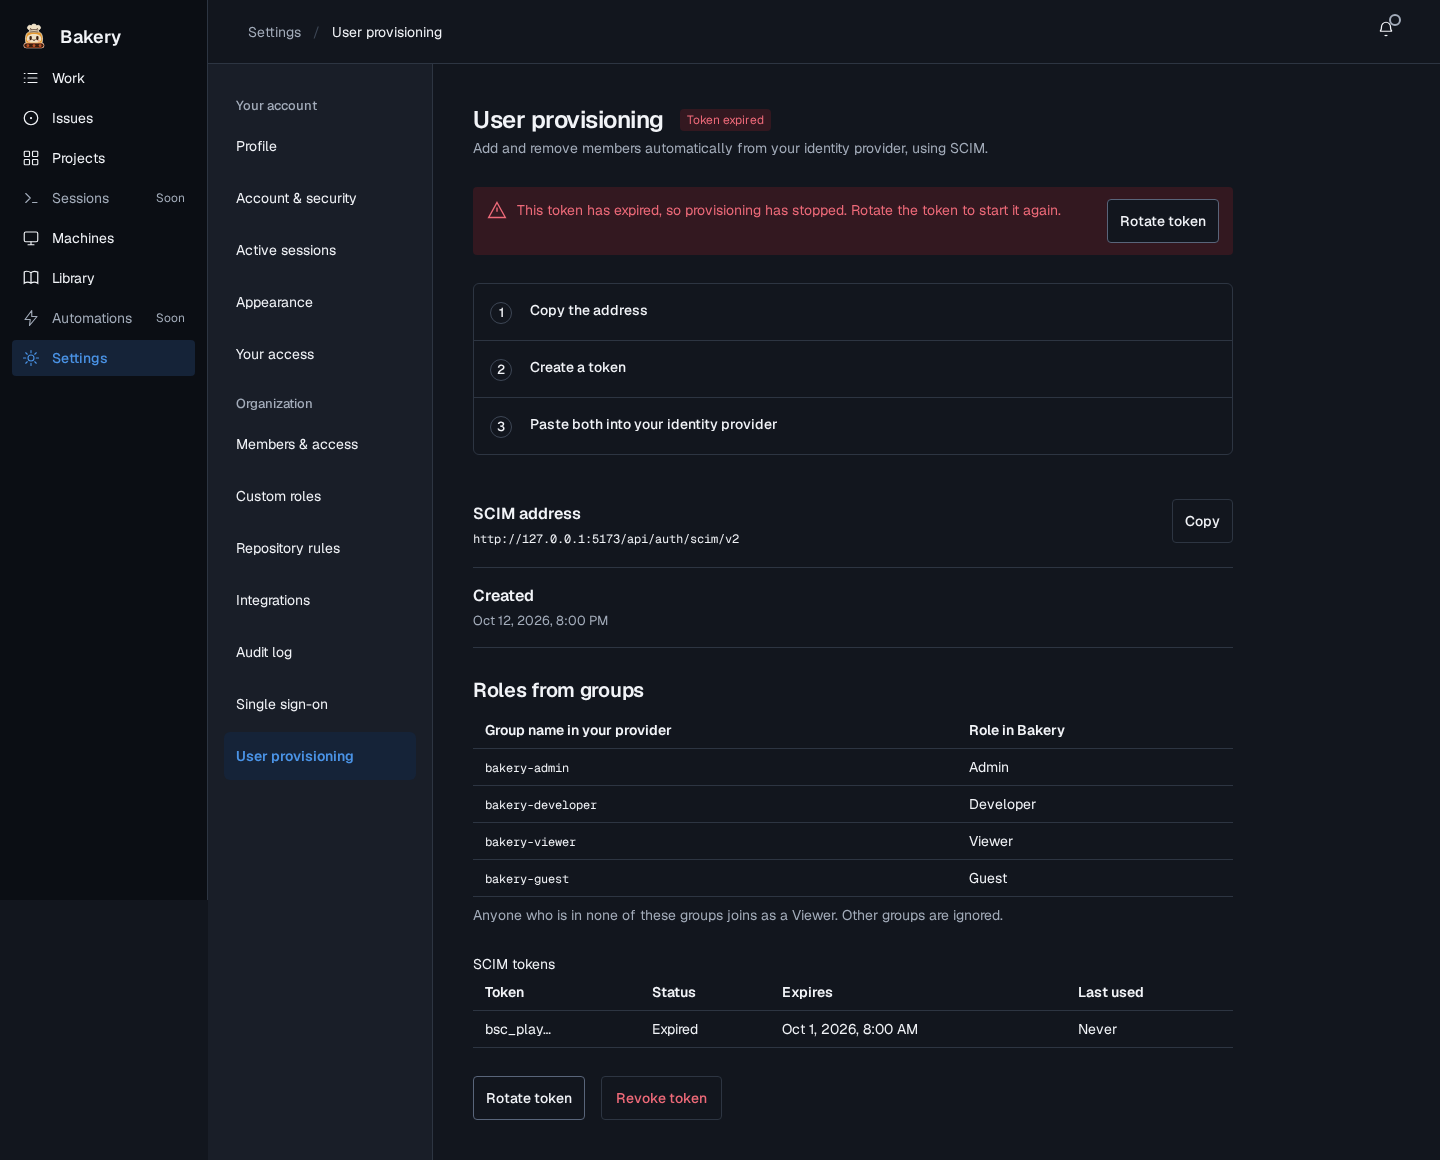 Bakery
Work
Issues
Projects
Sessions Soon
Machines
Library
Automations Soon
Settings
Settings / User provisioning
Your account
Profile
Account & security
Active sessions
Appearance
Your access
Organization
Members & access
Custom roles
Repository rules
Integrations
Audit log
Single sign-on
User provisioning
User provisioning Token expired
Add and remove members automatically from your identity provider, using SCIM.
This token has expired, so provisioning has stopped. Rotate the token to start it again. Rotate token
1 Copy the address
2 Create a token
3 Paste both into your identity provider
SCIM address
http://127.0.0.1:5173/api/auth/scim/v2
Copy
Created
Oct 12, 2026, 8:00 PM
Roles from groups
Group name in your provider Role in Bakery
bakery-admin Admin
bakery-developer Developer
bakery-viewer Viewer
bakery-guest Guest
Anyone who is in none of these groups joins as a Viewer. Other groups are ignored.
SCIM tokens
Token Status Expires Last used
bsc_play… Expired Oct 1, 2026, 8:00 AM Never
Rotate token Revoke token